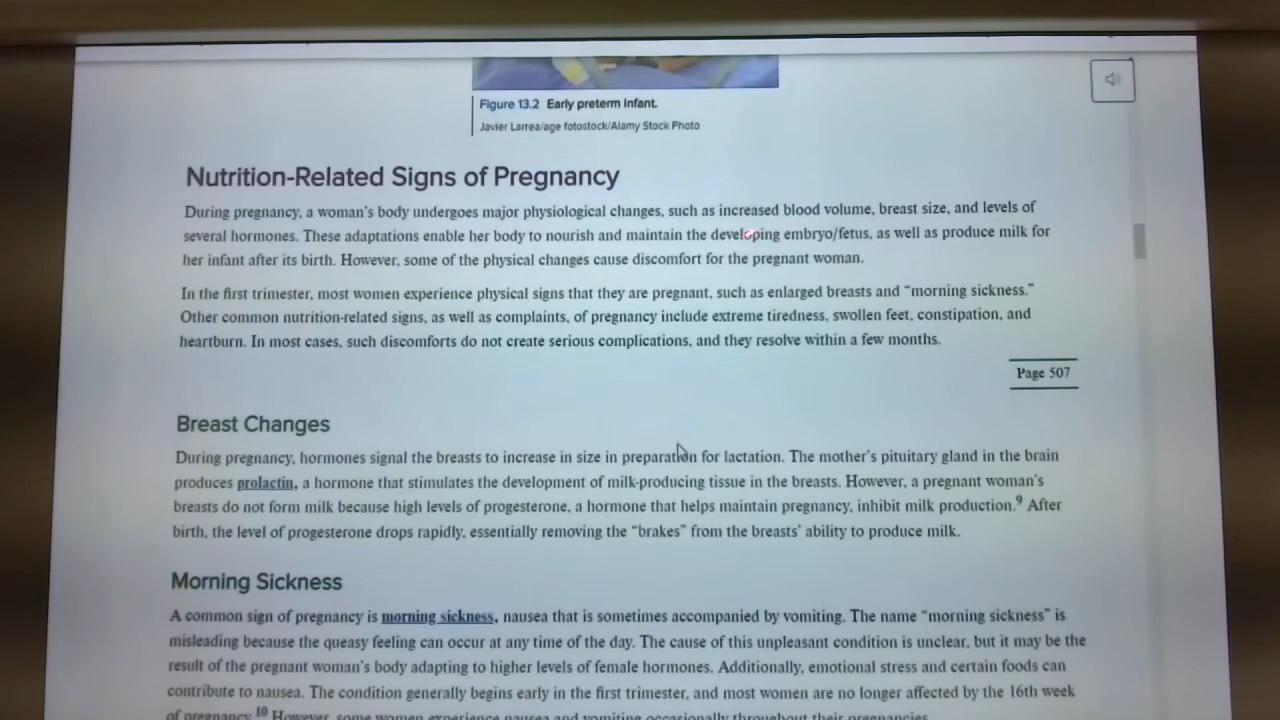 Figure 13.2 Early preterm infant.
Javier Larrea/age fotostock/Alamy Stock Photo
Nutrition-Related Signs of Pregnancy
During pregnancy, a woman's body undergoes major physiological changes, such as increased blood volume, breast size, and levels of
several hormones. These adaptations enable her body to nourish and maintain the developing embryo/fetus, as well as produce milk for
her infant after its birth. However, some of the physical changes cause discomfort for the pregnant woman.
In the first trimester, most women experience physical signs that they are pregnant, such as enlarged breasts and “morning sickness.”
Other common nutrition-related signs, as well as complaints, of pregnancy include extreme tiredness, swollen feet, constipation, and
heartburn. In most cases, such discomforts do not create serious complications, and they resolve within a few months.
Page 507
Breast Changes
During pregnancy, hormones signal the breasts to increase in size in preparation for lactation. The mother's pituitary gland in the brain
produces prolactin, a hormone that stimulates the development of milk-producing tissue in the breasts. However, a pregnant woman's
breasts do not form milk because high levels of progesterone, a hormone that helps maintain pregnancy, inhibit milk production.9 After
birth, the level of progesterone drops rapidly, essentially removing the “brakes” from the breasts' ability to produce milk.
Morning Sickness
A common sign of pregnancy is morning sickness, nausea that is sometimes accompanied by vomiting. The name “morning sickness” is
misleading because the queasy feeling can occur at any time of the day. The cause of this unpleasant condition is unclear, but it may be the
result of the pregnant woman's body adapting to higher levels of female hormones. Additionally, emotional stress and certain foods can
contribute to nausea. The condition generally begins early in the first trimester, and most women are no longer affected by the 16th week
of pregnancy.10 However, some women experience nausea and vomiting occasionally throughout their pregnancies.